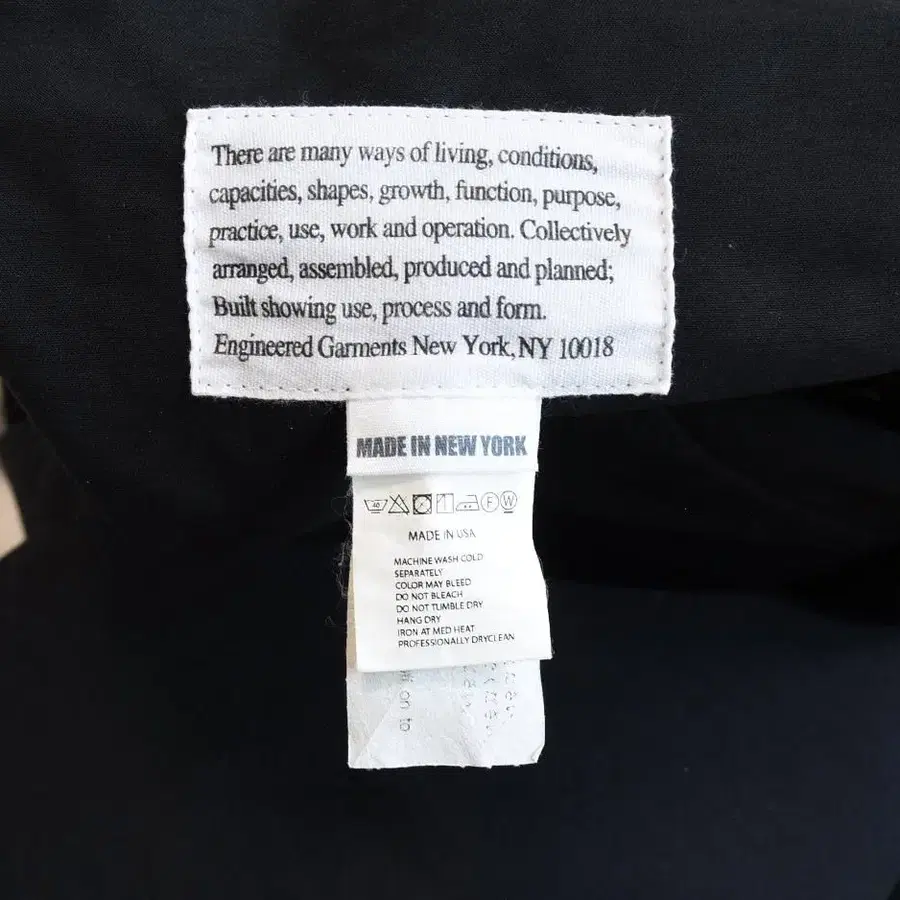 There are many ways of living, conditions,
capacities, shapes, growth, function, purpose,
practice, use, work and operation. Collectively
arranged, assembled, produced and planned;
Built showing use, process and form.
Engineered Garments New York, NY 10018
MADE IN NEW YORK
40 F W
MADE IN USA
MACHINE WASH COLD
SEPARATELY
COLOR MAY BLEED
DO NOT BLEACH
DO NOT TUMBLE DRY
HANG DRY
IRON AT MED HEAT
PROFESSIONALLY DRYCLEAN